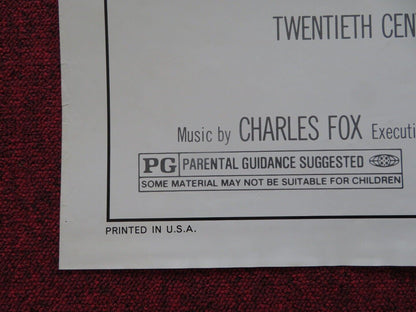 TWENTIETH CEN
Music by CHARLES FOX Executi
PG PARENTAL GUIDANCE SUGGESTED
SOME MATERIAL MAY NOT BE SUITABLE FOR CHILDREN
PRINTED IN U.S.A.